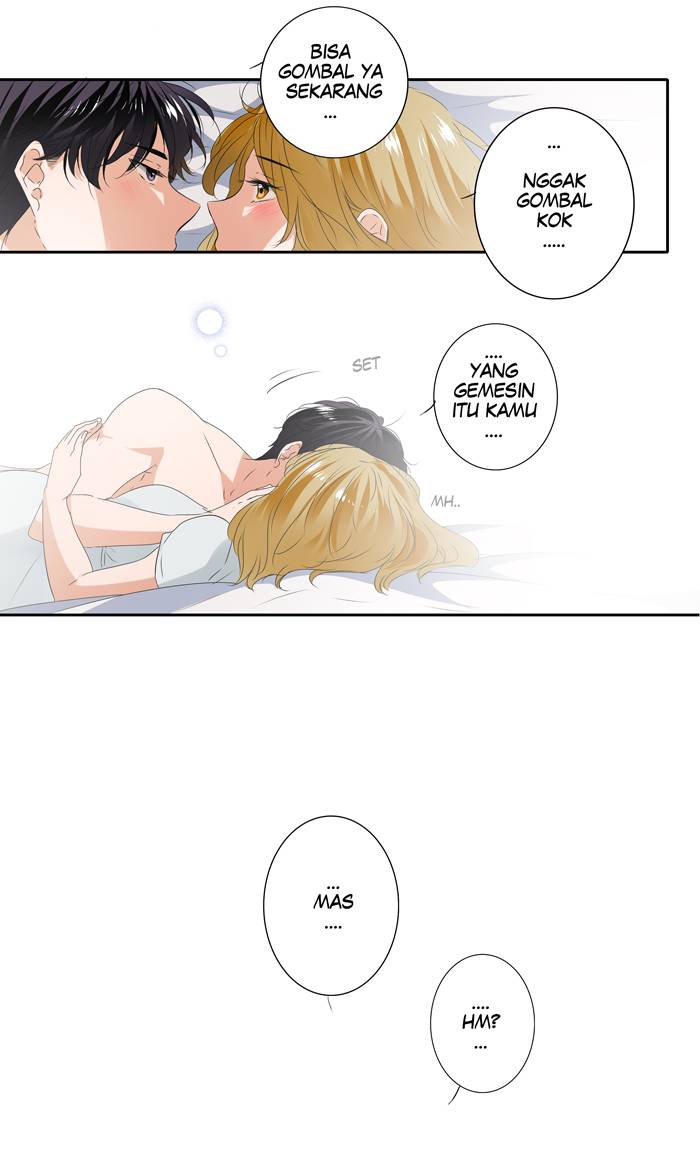 BISA
GOMBAL YA
SEKARANG
...
...
NGGAK
GOMBAL
KOK
.....
SET
....
YANG
GEMESIN
ITU KAMU
....
MH..
...
MAS
....
....
HM?
...